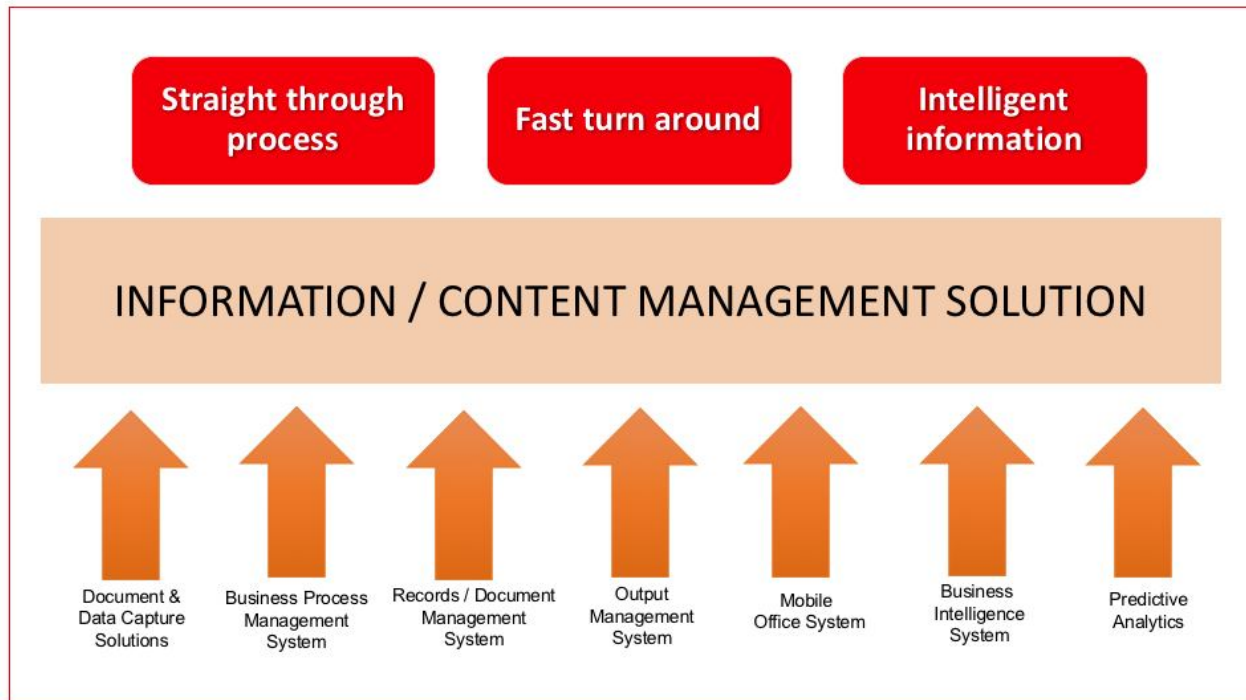 Straight through
process
Fast turn around
Intelligent
information
INFORMATION / CONTENT MANAGEMENT SOLUTION
Document &
Data Capture
Solutions
Business Process
Management
System
Records / Document
Management
System
Output
Management
System
Mobile
Office System
Business
Intelligence
System
Predictive
Analytics